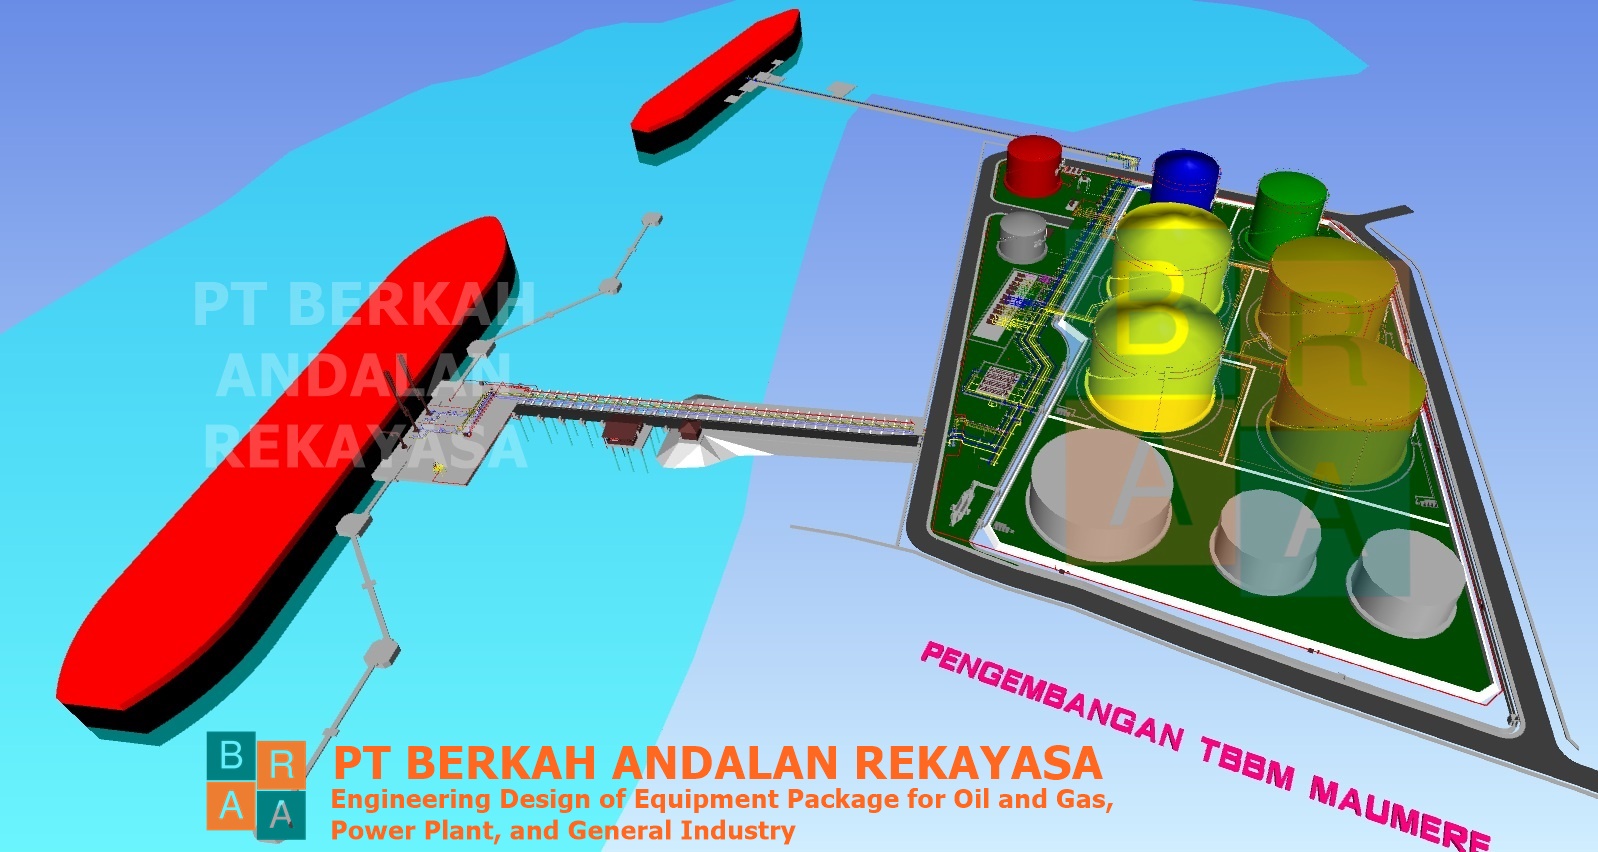 PT BERKAH
ANDALAN
REKAYASA
B R
A A
PENGEMBANGAN TBBM MAUMERE
B R
A A
PT BERKAH ANDALAN REKAYASA
Engineering Design of Equipment Package for Oil and Gas,
Power Plant, and General Industry